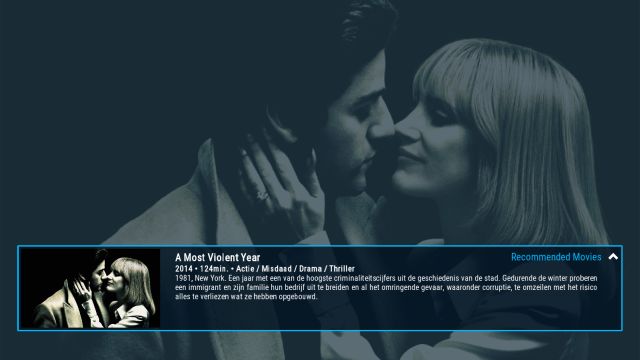 A Most Violent Year
Recommended Movies
2014 • 124min. • Actie / Misdaad / Drama / Thriller
1981, New York. Een jaar met een van de hoogste criminaliteitscijfers uit de geschiedenis van de stad. Gedurende de winter proberen
een immigrant en zijn familie hun bedrijf uit te breiden en al het omringende gevaar, waaronder corruptie, te omzeilen met het risico
alles te verliezen wat ze hebben opgebouwd.